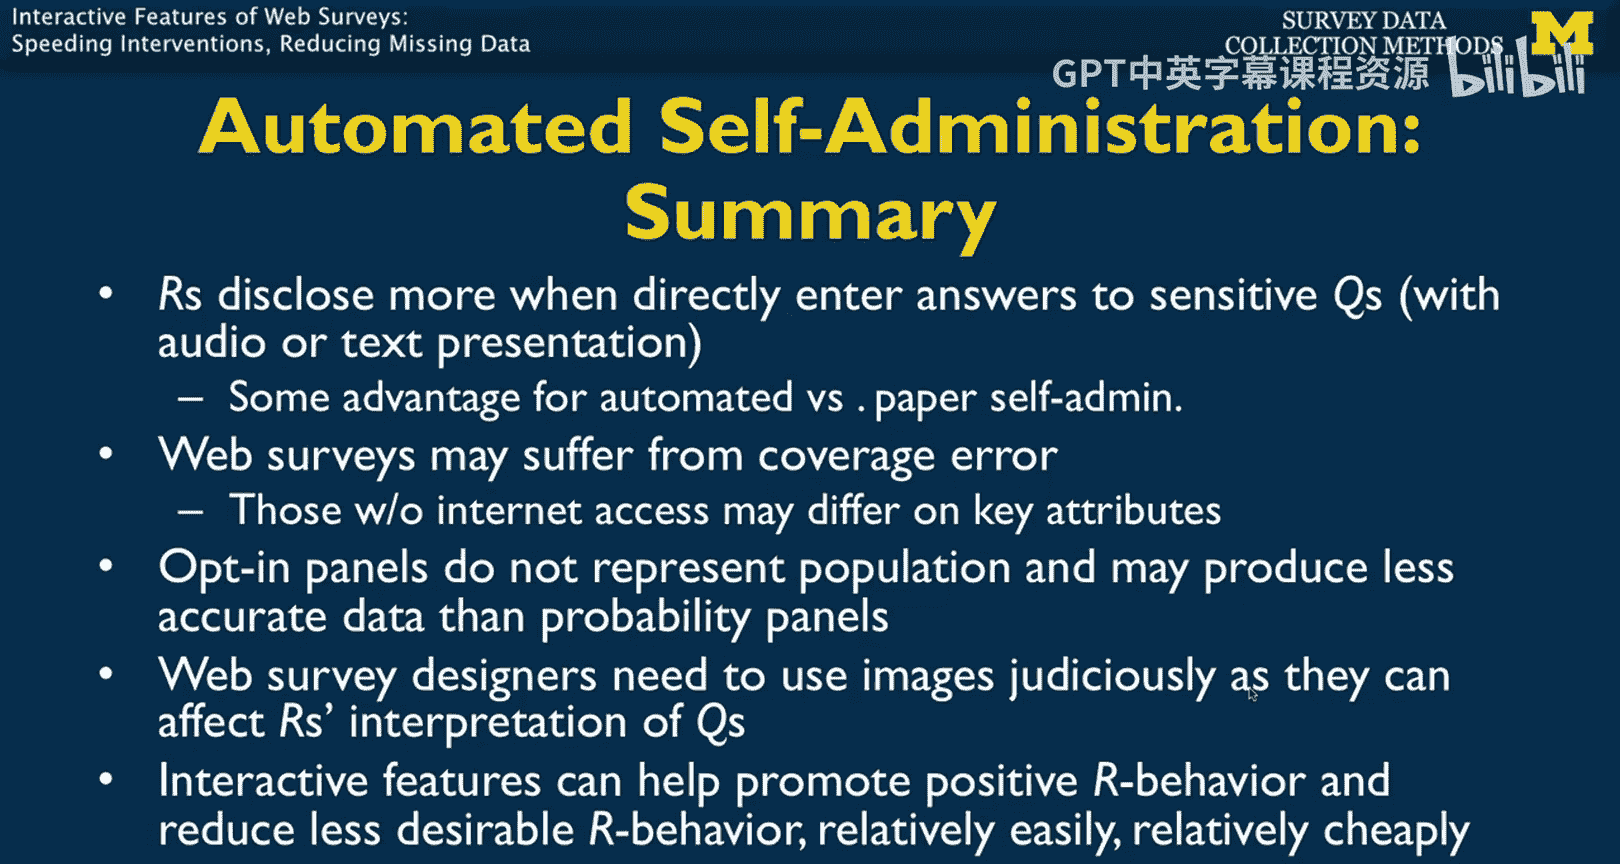 Interactive Features of Web Surveys:
Speeding Interventions, Reducing Missing Data
SURVEY DATA
COLLECTION METHODS
M
GPT中英字幕课程资源
bilibili
Automated Self-Administration:
Summary
• Rs disclose more when directly enter answers to sensitive Qs (with
audio or text presentation)
– Some advantage for automated vs . paper self-admin.
• Web surveys may suffer from coverage error
– Those w/o internet access may differ on key attributes
• Opt-in panels do not represent population and may produce less
accurate data than probability panels
• Web survey designers need to use images judiciously as they can
affect Rs’ interpretation of Qs
• Interactive features can help promote positive R-behavior and
reduce less desirable R-behavior, relatively easily, relatively cheaply